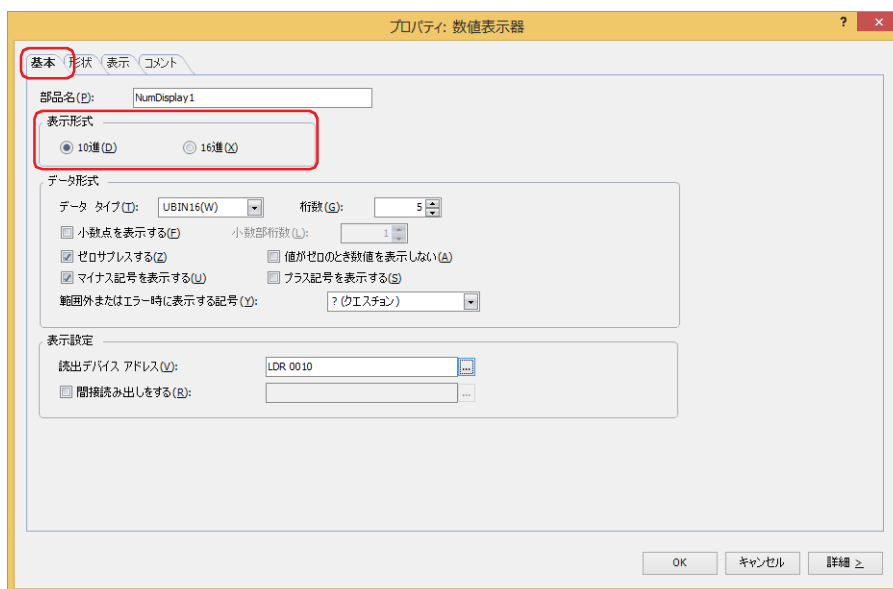 プロパティ: 数値表示器 ? ×
基本 形状 表示 コメント
部品名(P): NumDisplay1
表示形式
10進(D) 16進(X)
データ形式
データ タイプ(T): UBIN16(W) 桁数(G): 5
小数点を表示する(F) 小数部桁数(L): 1
ゼロサプレスする(Z) 値がゼロのとき数値を表示しない(A)
マイナス記号を表示する(U) プラス記号を表示する(S)
範囲外またはエラー時に表示する記号(Y): ? (クエスチョン)
表示設定
読出デバイス アドレス(V): LDR 0010 ...
間接読み出しをする(R): ...
OK キャンセル 詳細 >